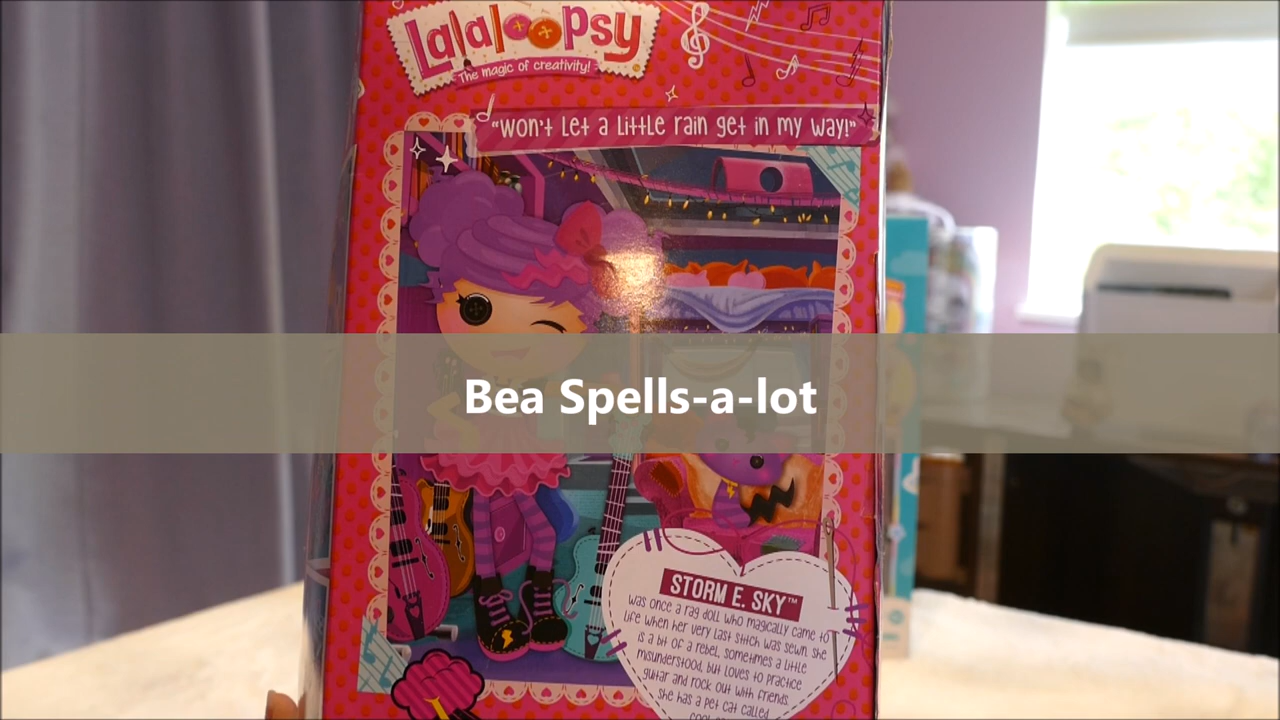 Lalaloopsy
The magic of creativity!
"WON't Let a Little rain get in my way!"
Bea Spells-a-lot
STORM E. SKY™
was once a rag doll who magically came to
life when her very last stitch was sewn. She
is a bit of a rebel, sometimes a little
misunderstood, but loves to practice
guitar and rock out with friends.
She has a pet cat called